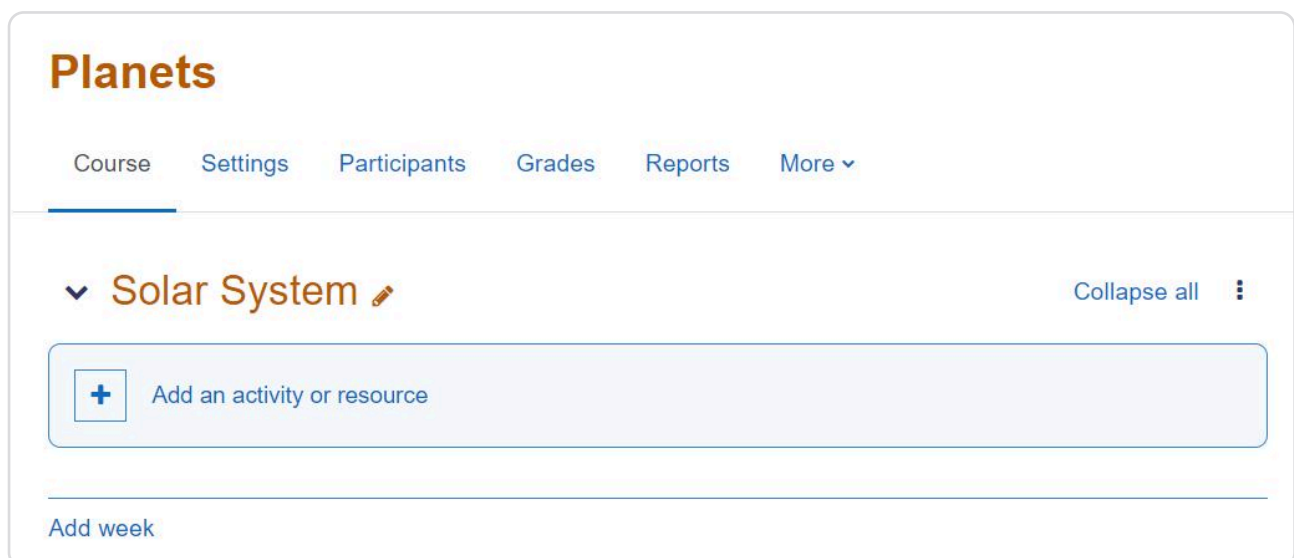 Planets
Course Settings Participants Grades Reports More
Solar System Collapse all
Add an activity or resource
Add week